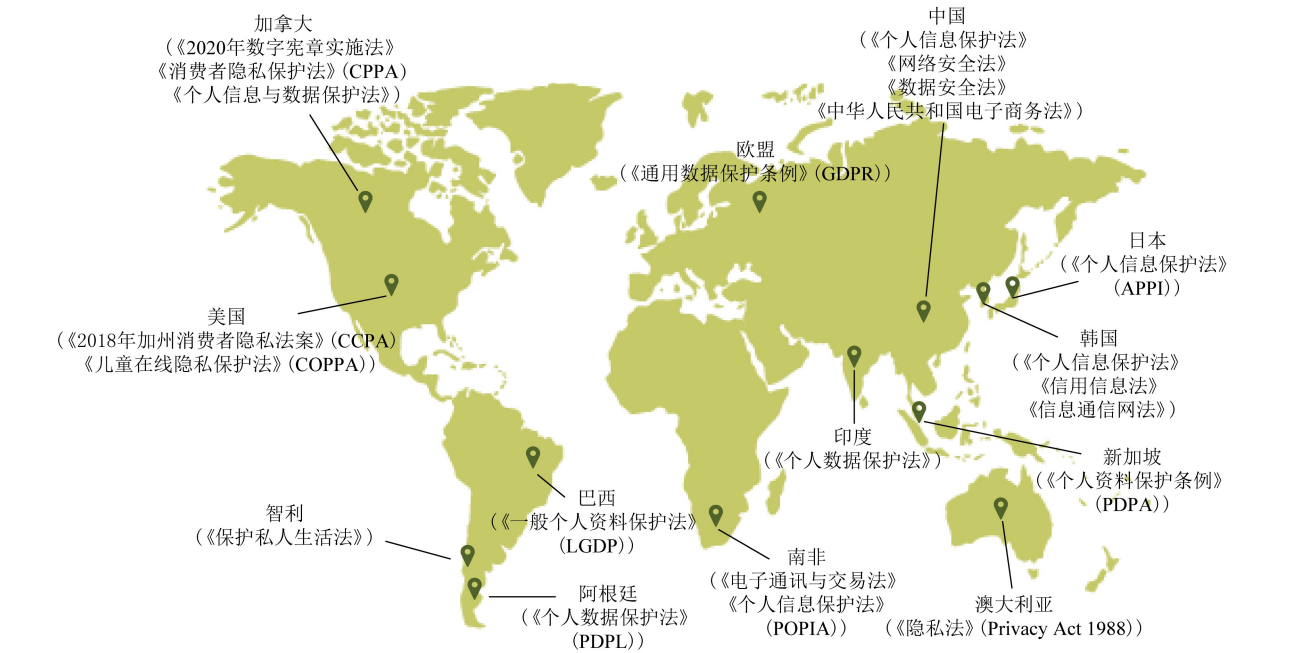 加拿大
（《2020年数字宪章实施法》
《消费者隐私保护法》(CPPA)
《个人信息与数据保护法》）
中国
（《个人信息保护法》
《网络安全法》
《数据安全法》
《中华人民共和国电子商务法》）
欧盟
（《通用数据保护条例》(GDPR)）
日本
（《个人信息保护法》
(APPI)）
美国
（《2018年加州消费者隐私法案》(CCPA)
《儿童在线隐私保护法》(COPPA)）
韩国
（《个人信息保护法》
《信用信息法》
《信息通信网法》）
印度
（《个人数据保护法》）
新加坡
（《个人资料保护条例》
(PDPA)）
巴西
（《一般个人资料保护法》
(LGDP)）
智利
（《保护私人生活法》）
南非
（《电子通讯与交易法》
《个人信息保护法》
(POPIA)）
阿根廷
（《个人数据保护法》
(PDPL)）
澳大利亚
（《隐私法》(Privacy Act 1988)）